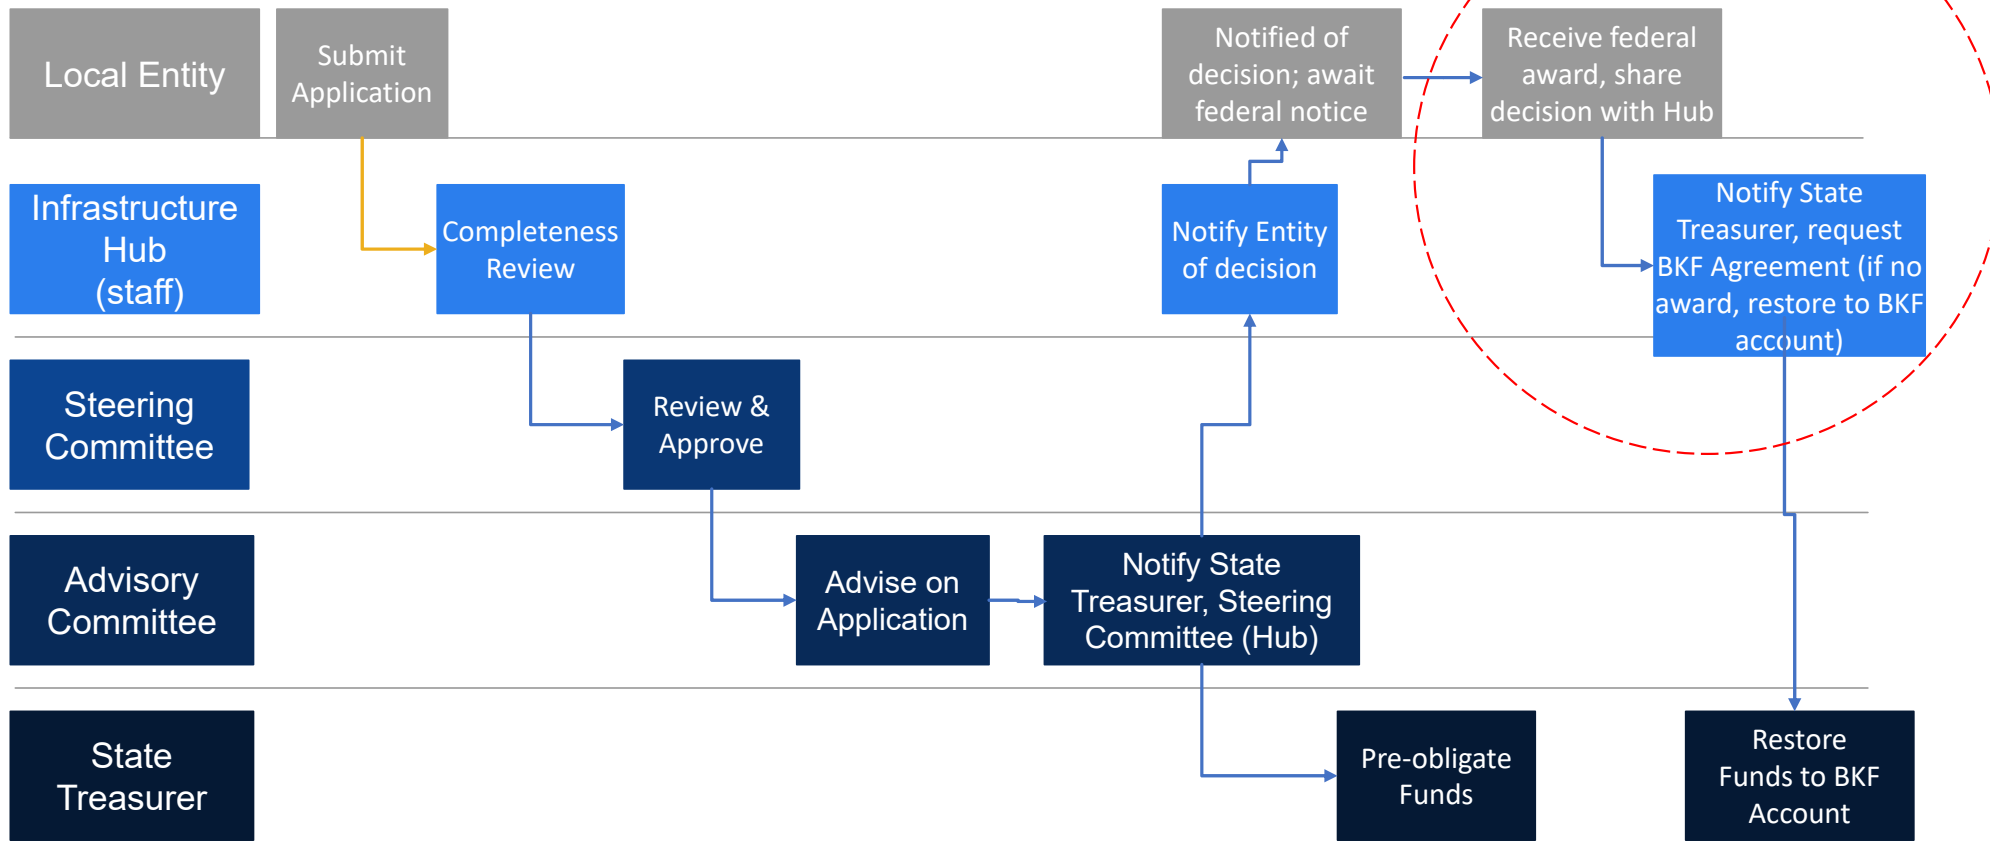 Local Entity
Submit
Application
Notified of
decision; await
federal notice
Receive federal
award, share
decision with Hub
Infrastructure
Hub
(staff)
Completeness
Review
Notify Entity
of decision
Notify State
Treasurer, request
BKF Agreement (if no
award, restore to BKF
account)
Steering
Committee
Review &
Approve
Advisory
Committee
Advise on
Application
Notify State
Treasurer, Steering
Committee (Hub)
State
Treasurer
Pre-obligate
Funds
Restore
Funds to BKF
Account